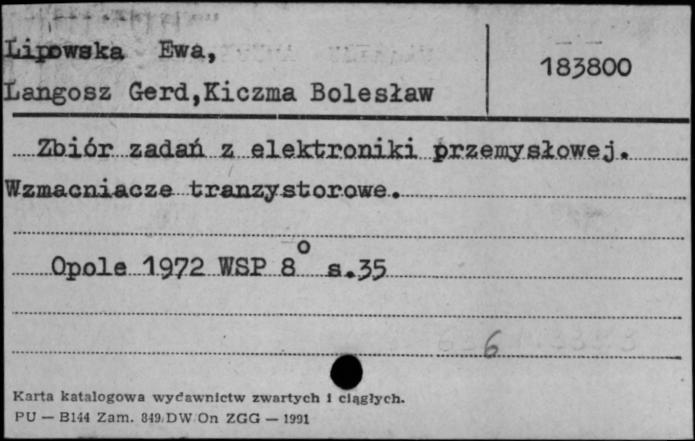 Lipowska Ewa,
183800
Langosz Gerd,Kiczma Bolesław
Zbiór zadań z elektroniki przemysłowej.
Wzmacniacze tranzystorowe.
Opole 1972 WSP 8° s.35
6
Karta katalogowa wydawnictw zwartych i ciągłych.
PU — B144 Zam. 849 DW On ZGG — 1991